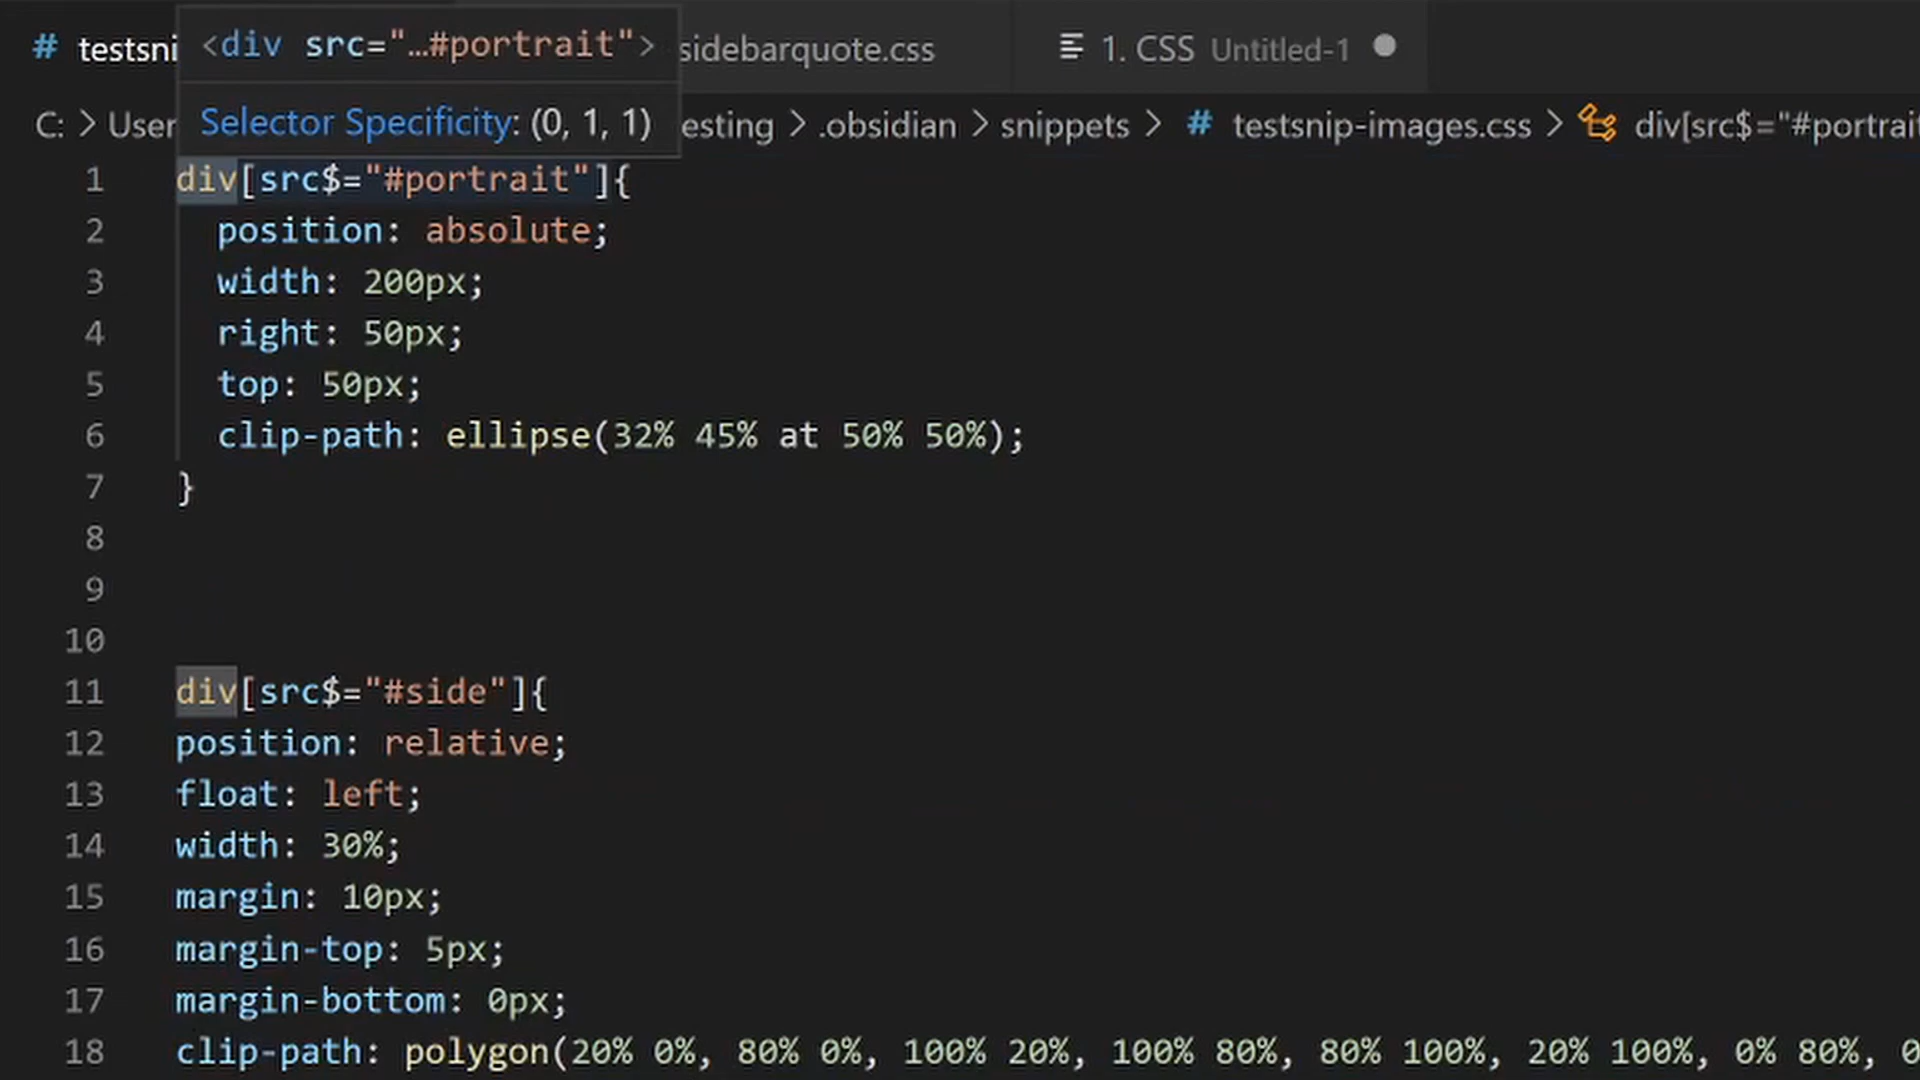 # testsni
<div src="…#portrait">
sidebarquote.css
1. CSS Untitled-1
Selector Specificity: (0, 1, 1)
C: > User
esting > .obsidian > snippets > # testsnip-images.css > div[src$="#portrait
1 div[src$="#portrait"]{
2 position: absolute;
3 width: 200px;
4 right: 50px;
5 top: 50px;
6 clip-path: ellipse(32% 45% at 50% 50%);
7 }
8
9
10
11 div[src$="#side"]{
12 position: relative;
13 float: left;
14 width: 30%;
15 margin: 10px;
16 margin-top: 5px;
17 margin-bottom: 0px;
18 clip-path: polygon(20% 0%, 80% 0%, 100% 20%, 100% 80%, 80% 100%, 20% 100%, 0% 80%, 0